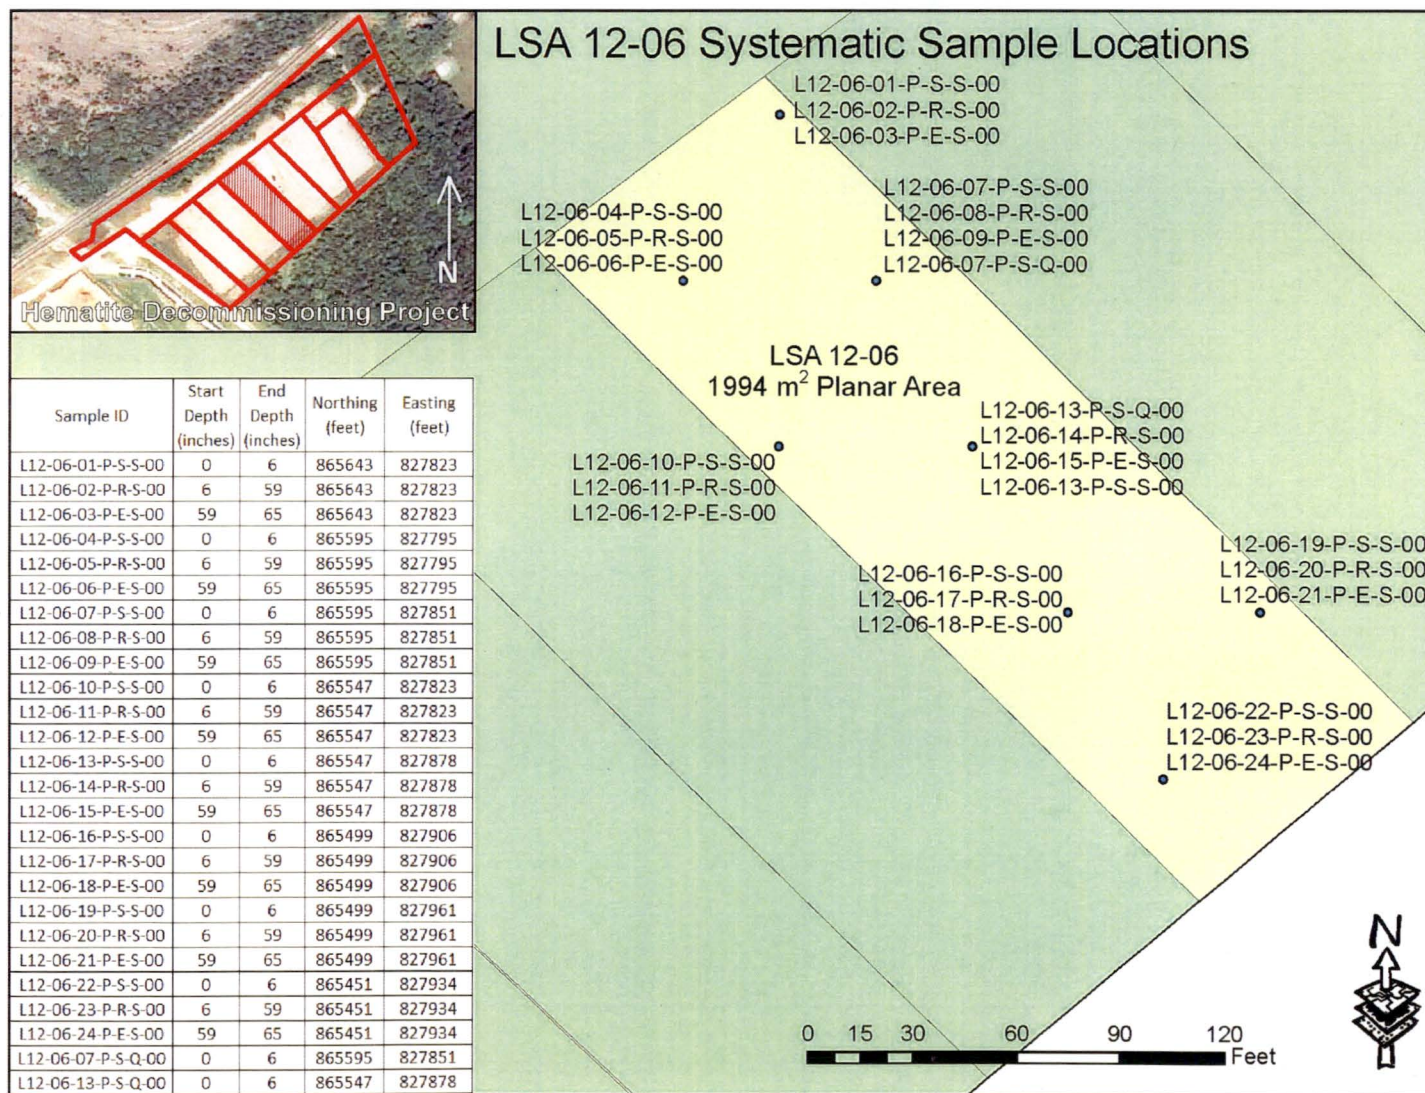 LSA 12-06 Systematic Sample Locations
N
Hematite Decommissioning Project
L12-06-01-P-S-S-00
L12-06-02-P-R-S-00
L12-06-03-P-E-S-00
L12-06-04-P-S-S-00
L12-06-05-P-R-S-00
L12-06-06-P-E-S-00
L12-06-07-P-S-S-00
L12-06-08-P-R-S-00
L12-06-09-P-E-S-00
L12-06-07-P-S-Q-00
LSA 12-06
1994 m² Planar Area
L12-06-10-P-S-S-00
L12-06-11-P-R-S-00
L12-06-12-P-E-S-00
L12-06-13-P-S-Q-00
L12-06-14-P-R-S-00
L12-06-15-P-E-S-00
L12-06-13-P-S-S-00
L12-06-16-P-S-S-00
L12-06-17-P-R-S-00
L12-06-18-P-E-S-00
L12-06-19-P-S-S-00
L12-06-20-P-R-S-00
L12-06-21-P-E-S-00
L12-06-22-P-S-S-00
L12-06-23-P-R-S-00
L12-06-24-P-E-S-00
Sample ID Start Depth (inches) End Depth (inches) Northing (feet) Easting (feet)
L12-06-01-P-S-S-00 0 6 865643 827823
L12-06-02-P-R-S-00 6 59 865643 827823
L12-06-03-P-E-S-00 59 65 865643 827823
L12-06-04-P-S-S-00 0 6 865595 827795
L12-06-05-P-R-S-00 6 59 865595 827795
L12-06-06-P-E-S-00 59 65 865595 827795
L12-06-07-P-S-S-00 0 6 865595 827851
L12-06-08-P-R-S-00 6 59 865595 827851
L12-06-09-P-E-S-00 59 65 865595 827851
L12-06-10-P-S-S-00 0 6 865547 827823
L12-06-11-P-R-S-00 6 59 865547 827823
L12-06-12-P-E-S-00 59 65 865547 827823
L12-06-13-P-S-S-00 0 6 865547 827878
L12-06-14-P-R-S-00 6 59 865547 827878
L12-06-15-P-E-S-00 59 65 865547 827878
L12-06-16-P-S-S-00 0 6 865499 827906
L12-06-17-P-R-S-00 6 59 865499 827906
L12-06-18-P-E-S-00 59 65 865499 827906
L12-06-19-P-S-S-00 0 6 865499 827961
L12-06-20-P-R-S-00 6 59 865499 827961
L12-06-21-P-E-S-00 59 65 865499 827961
L12-06-22-P-S-S-00 0 6 865451 827934
L12-06-23-P-R-S-00 6 59 865451 827934
L12-06-24-P-E-S-00 59 65 865451 827934
L12-06-07-P-S-Q-00 0 6 865595 827851
L12-06-13-P-S-Q-00 0 6 865547 827878
0 15 30 60 90 120
Feet
N